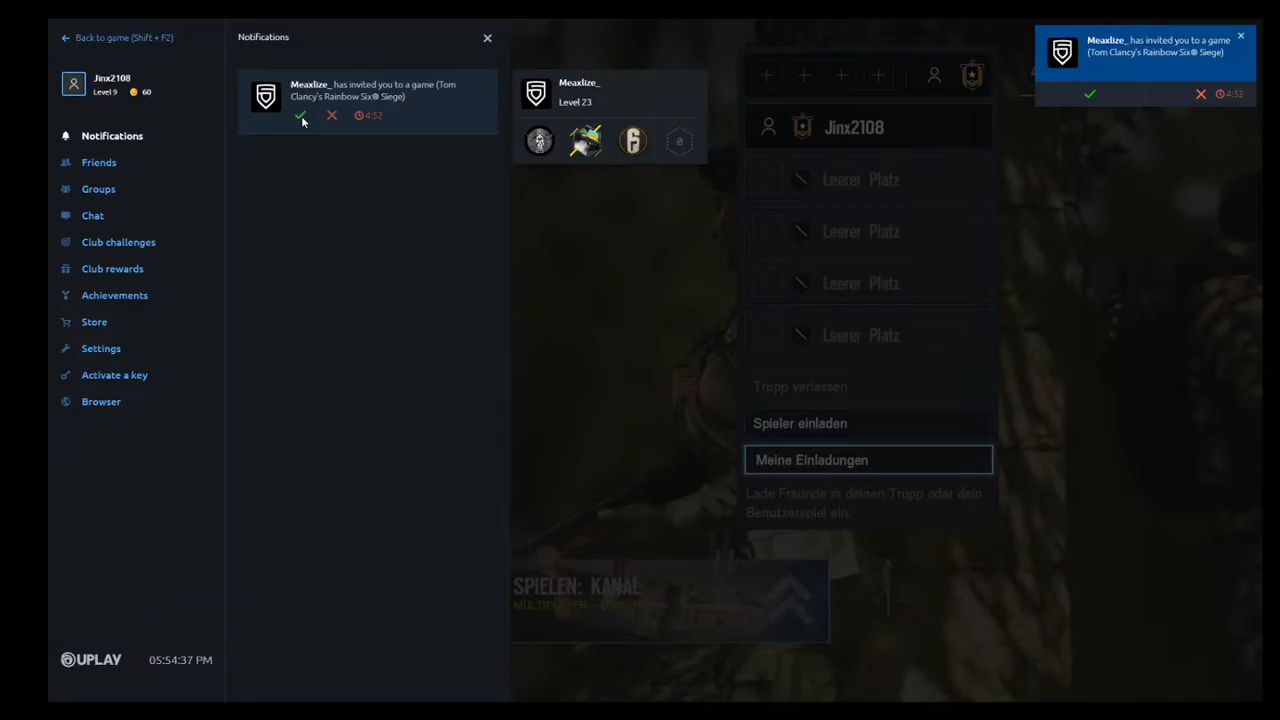 Back to game (Shift + F2)
Jinx2108
Level 9 60
Notifications
Friends
Groups
Chat
Club challenges
Club rewards
Achievements
Store
Settings
Activate a key
Browser
UPLAY 05:54:37 PM
Notifications
Meaxlize_ has invited you to a game (Tom
Clancy's Rainbow Six® Siege)
4:52
Meaxlize_
Level 23
Jinx2108
Leerer Platz
Leerer Platz
Leerer Platz
Leerer Platz
Trupp verlassen
Spieler einladen
Meine Einladungen
Lade Freunde in deinen Trupp oder dein
Benutzerspiel ein.
SPIELEN: KANAL
Meaxlize_ has invited you to a game
(Tom Clancy's Rainbow Six® Siege)
4:52